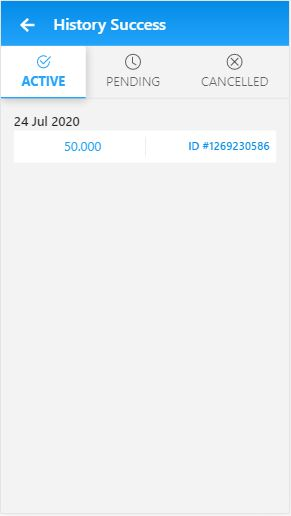 History Success
ACTIVE
PENDING
CANCELLED
24 Jul 2020
50.000
ID #1269230586